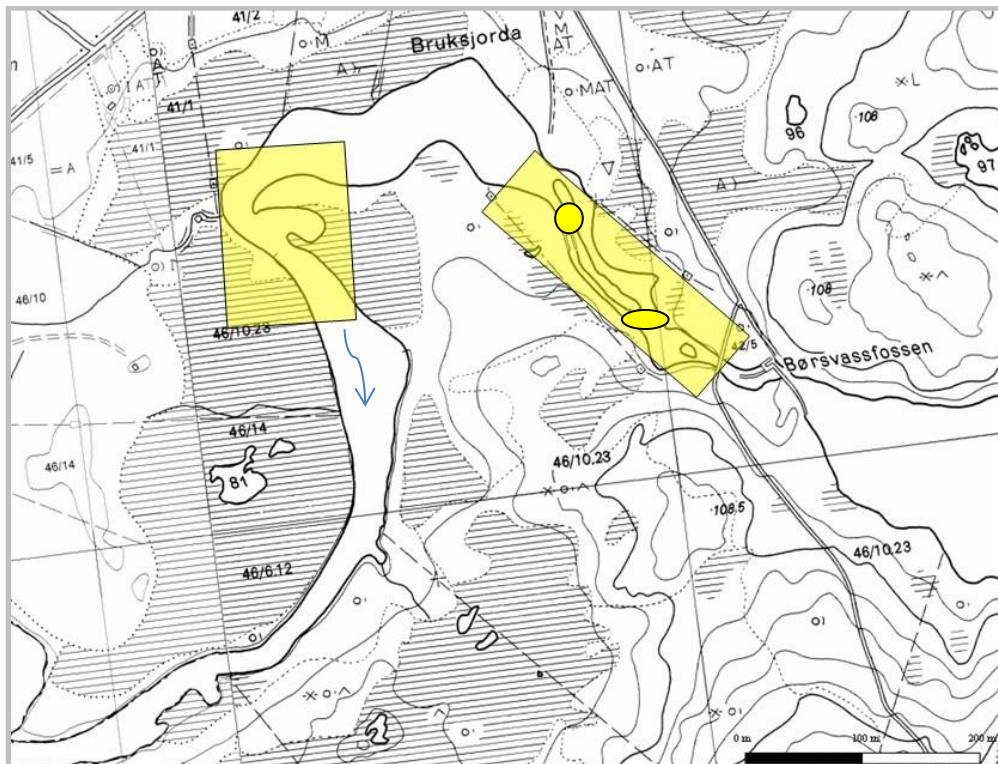 41/2
M
Bruksjorda
M
AT
AT
A
T
AT
A
MAT
41/1
L
41/1
41/5
A
96
108
97
A
46/10
108
46/10.23
42/5
Børsvassfossen
46/14
46/14
81
46/10.23
108.5
46/10.23
46/6.12
0 m
100 m
200 m